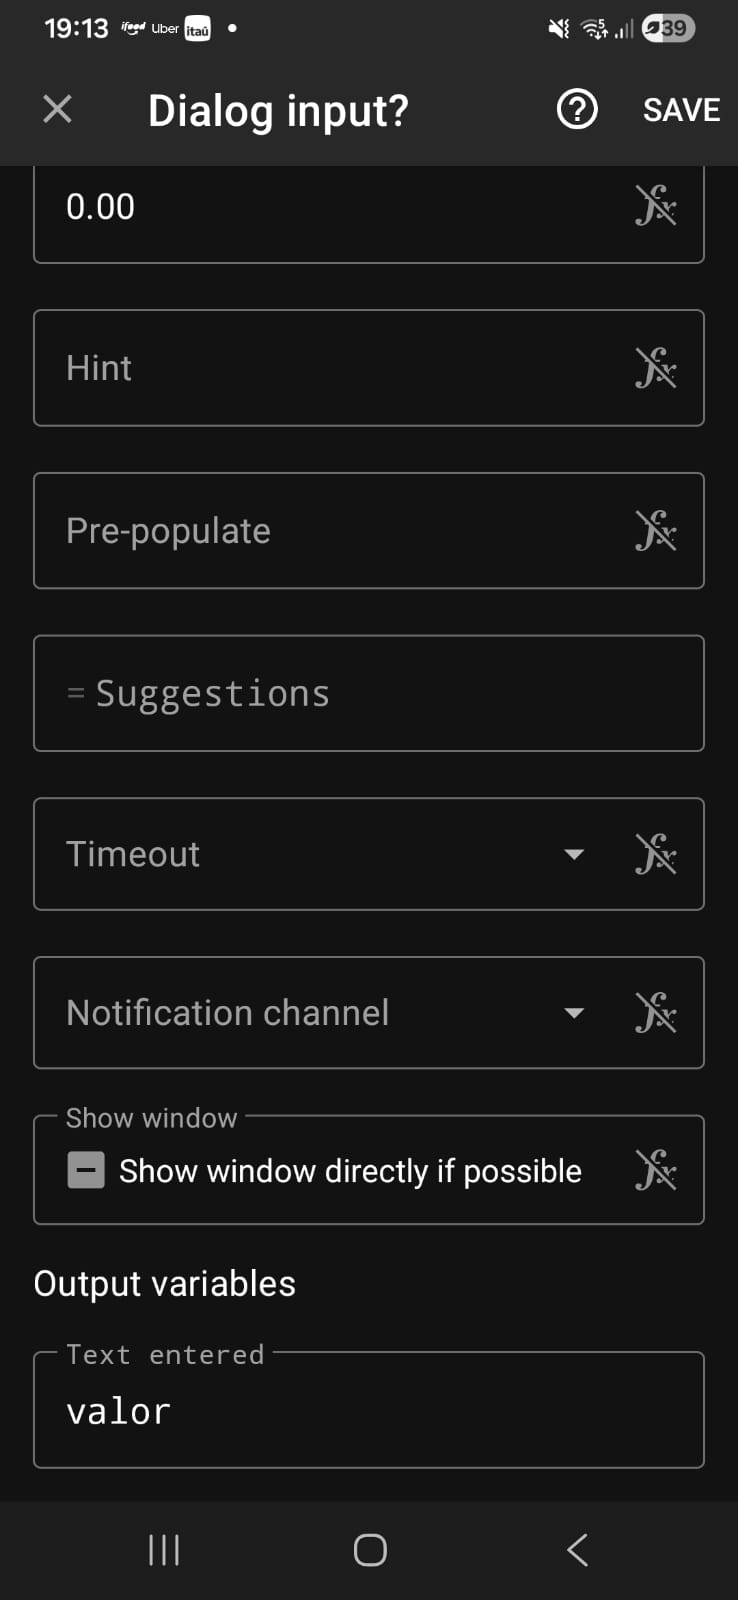 19:13 ifood Uber itaú
39
Dialog input?
SAVE
0.00
Hint
Pre-populate
= Suggestions
Timeout
Notification channel
Show window
Show window directly if possible
Output variables
Text entered
valor